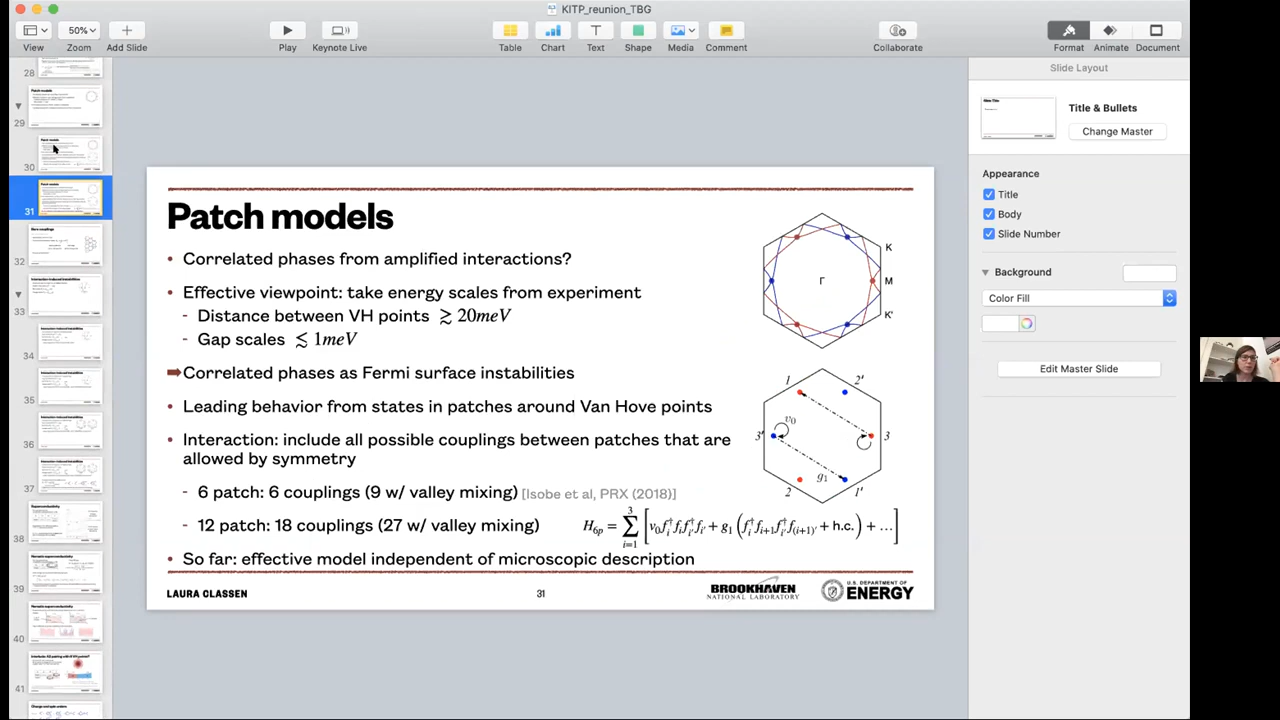 KITP_reunion_TBG
50%
View
Zoom
Add Slide
Play
Keynote Live
Table
Chart
Text
Shape
Media
Comment
Collaborate
Format
Animate
Document
Slide Layout
Title & Bullets
Change Master
Appearance
Title
Body
Slide Number
Background
Color Fill
Edit Master Slide
28
29
30
31
32
33
34
35
36
37
38
39
40
41
Patch models
• Correlated phases from amplified interactions?
• Effective viewpoint: take energy scales from experiment
- Distance between VH points ≳ 20meV
- Gap scales ≲ 1meV
Correlated phases as Fermi surface instabilities
• Leading behavior from states in patches around Van Hove points
• Interaction: include all possible couplings between patches that are
allowed by symmetry
- 6 patch: 6 couplings (9 w/ valley mixing) [Isobe et al, PRX (2018)]
- 12 patch: 18 couplings (27 w/ valley mixing)
• So far: effective model independent of microscopic description
K
M
K'
Γ
2'
1'
g₁
LAURA CLASSEN
31
BROOKHAVEN
NATIONAL LABORATORY
U.S. DEPARTMENT OF
ENERGY